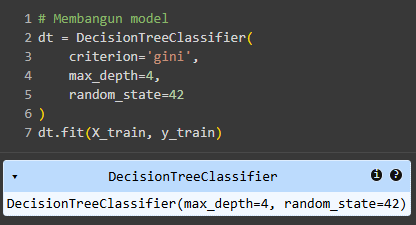 1 # Membangun model
2 dt = DecisionTreeClassifier(
3     criterion='gini',
4     max_depth=4,
5     random_state=42
6 )
7 dt.fit(X_train, y_train)
▾ DecisionTreeClassifier i ?
DecisionTreeClassifier(max_depth=4, random_state=42)